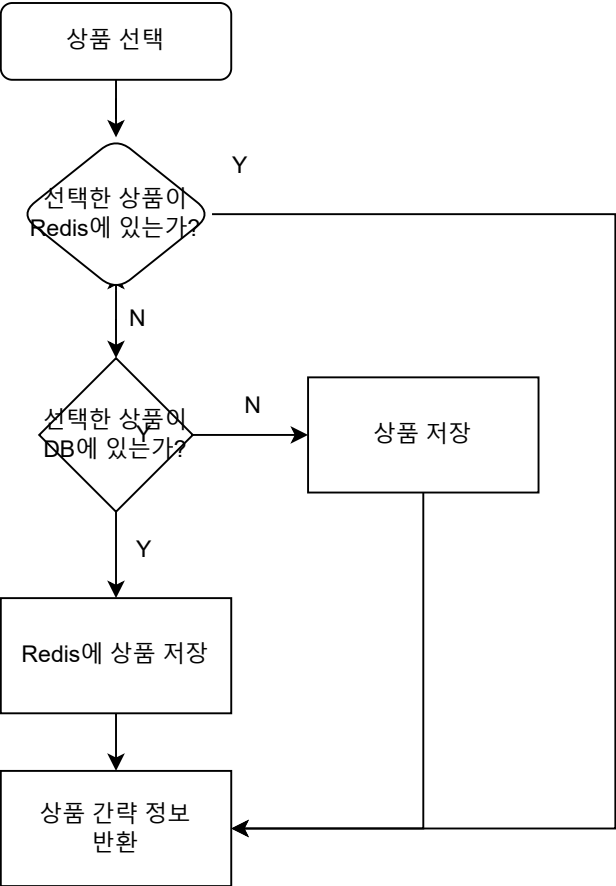 상품 선택
Y
선택한 상품이
Redis에 있는가?
N
선택한 상품이
Y
DB에 있는가?
N
상품 저장
Y
Redis에 상품 저장
상품 간략 정보
반환